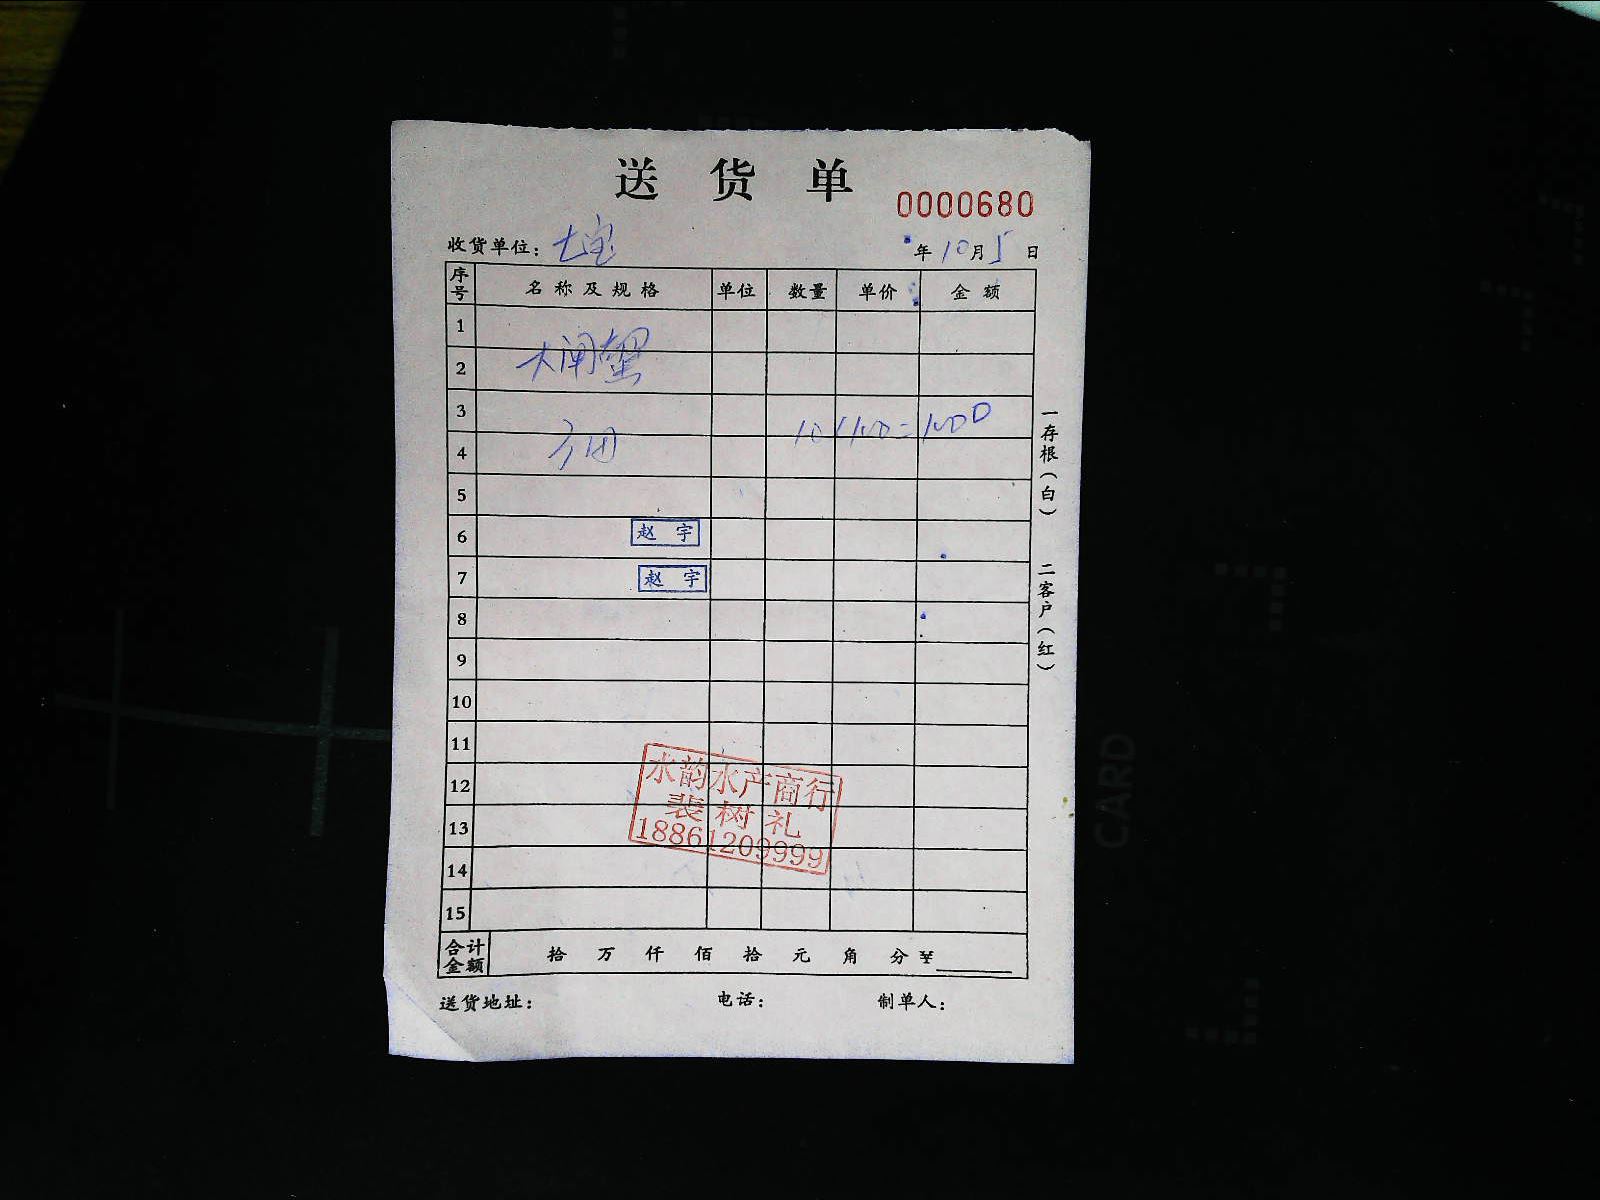 送货单
0000680
收货单位：七宝
年10月5日
序号 名称及规格 单位 数量 单价 金额
1
大闸蟹
2
3
10/100=1000
4
5
6 赵宇
7 赵宇
8
9
10
11
12 水韵水产商行
裴树礼
13 18861209999
14
15
合计金额 拾 万 仟 佰 拾 元 角 分 ¥
送货地址： 电话： 制单人：
一存根（白） 二客户（红）
CARD